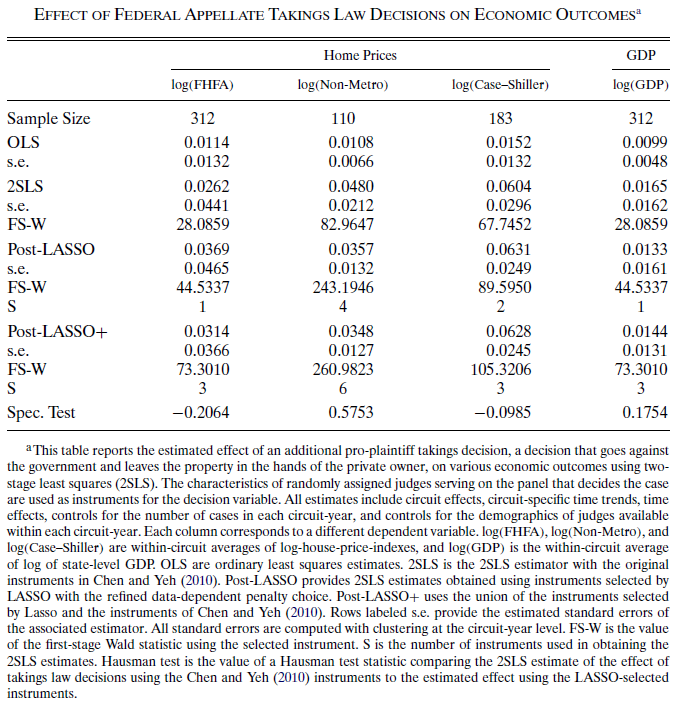 EFFECT OF FEDERAL APPELLATE TAKINGS LAW DECISIONS ON ECONOMIC OUTCOMESa
Home Prices GDP
log(FHFA) log(Non-Metro) log(Case–Shiller) log(GDP)
Sample Size 312 110 183 312
OLS 0.0114 0.0108 0.0152 0.0099
s.e. 0.0132 0.0066 0.0132 0.0048
2SLS 0.0262 0.0480 0.0604 0.0165
s.e. 0.0441 0.0212 0.0296 0.0162
FS-W 28.0859 82.9647 67.7452 28.0859
Post-LASSO 0.0369 0.0357 0.0631 0.0133
s.e. 0.0465 0.0132 0.0249 0.0161
FS-W 44.5337 243.1946 89.5950 44.5337
S 1 4 2 1
Post-LASSO+ 0.0314 0.0348 0.0628 0.0144
s.e. 0.0366 0.0127 0.0245 0.0131
FS-W 73.3010 260.9823 105.3206 73.3010
S 3 6 3 3
Spec. Test −0.2064 0.5753 −0.0985 0.1754
aThis table reports the estimated effect of an additional pro-plaintiff takings decision, a decision that goes against
the government and leaves the property in the hands of the private owner, on various economic outcomes using two-
stage least squares (2SLS). The characteristics of randomly assigned judges serving on the panel that decides the case
are used as instruments for the decision variable. All estimates include circuit effects, circuit-specific time trends, time
effects, controls for the number of cases in each circuit-year, and controls for the demographics of judges available
within each circuit-year. Each column corresponds to a different dependent variable. log(FHFA), log(Non-Metro), and
log(Case–Shiller) are within-circuit averages of log-house-price-indexes, and log(GDP) is the within-circuit average
of log of state-level GDP. OLS are ordinary least squares estimates. 2SLS is the 2SLS estimator with the original
instruments in Chen and Yeh (2010). Post-LASSO provides 2SLS estimates obtained using instruments selected by
LASSO with the refined data-dependent penalty choice. Post-LASSO+ uses the union of the instruments selected
by Lasso and the instruments of Chen and Yeh (2010). Rows labeled s.e. provide the estimated standard errors of
the associated estimator. All standard errors are computed with clustering at the circuit-year level. FS-W is the value
of the first-stage Wald statistic using the selected instrument. S is the number of instruments used in obtaining the
2SLS estimates. Hausman test is the value of a Hausman test statistic comparing the 2SLS estimate of the effect of
takings law decisions using the Chen and Yeh (2010) instruments to the estimated effect using the LASSO-selected
instruments.